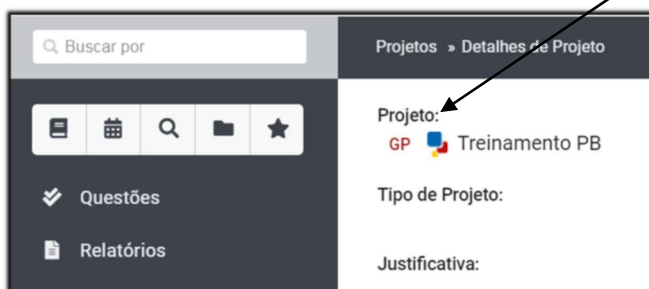 Buscar por
Projetos » Detalhes de Projeto
Projeto:
GP Treinamento PB
Questões
Tipo de Projeto:
Relatórios
Justificativa: